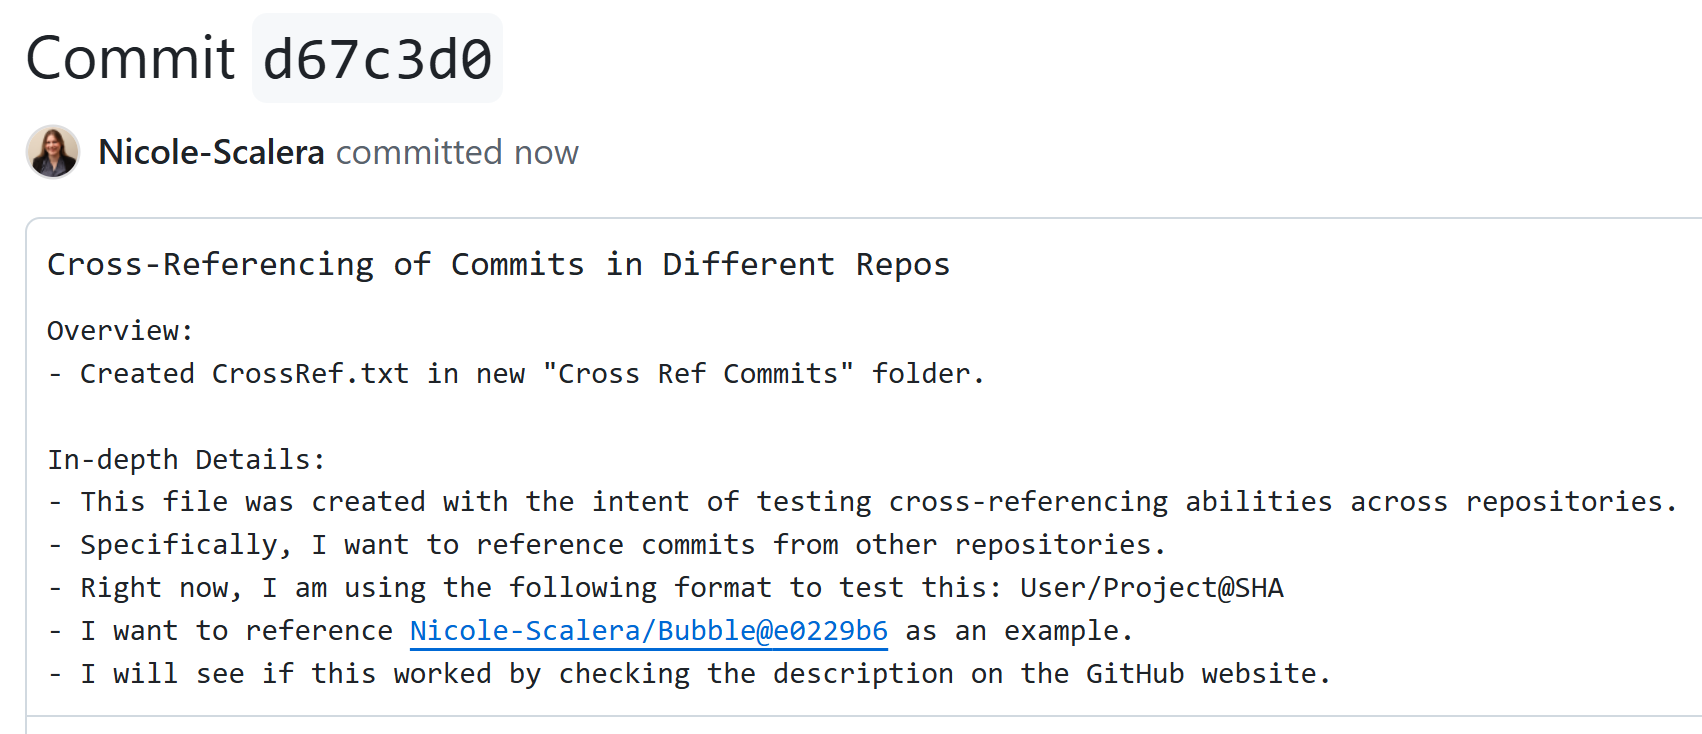 Commit d67c3d0
Nicole-Scalera committed now
Cross-Referencing of Commits in Different Repos
Overview:
- Created CrossRef.txt in new "Cross Ref Commits" folder.
In-depth Details:
- This file was created with the intent of testing cross-referencing abilities across repositories.
- Specifically, I want to reference commits from other repositories.
- Right now, I am using the following format to test this: User/Project@SHA
- I want to reference Nicole-Scalera/Bubble@e0229b6 as an example.
- I will see if this worked by checking the description on the GitHub website.